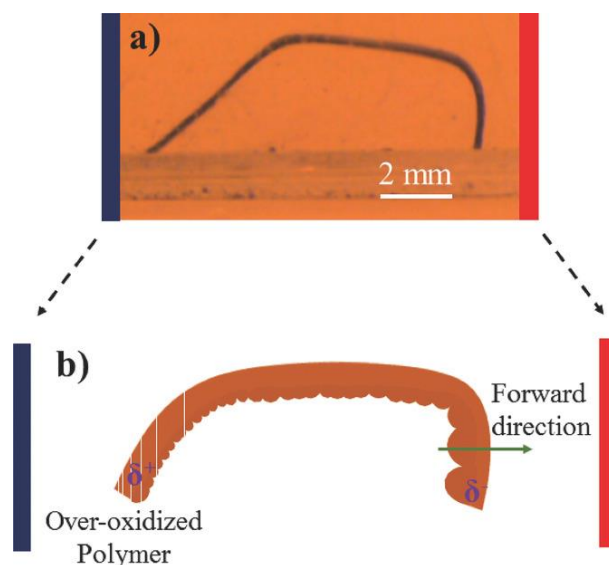 a)
2 mm
b)
Forward
direction
δ⁺
δ⁻
Over-oxidized
Polymer